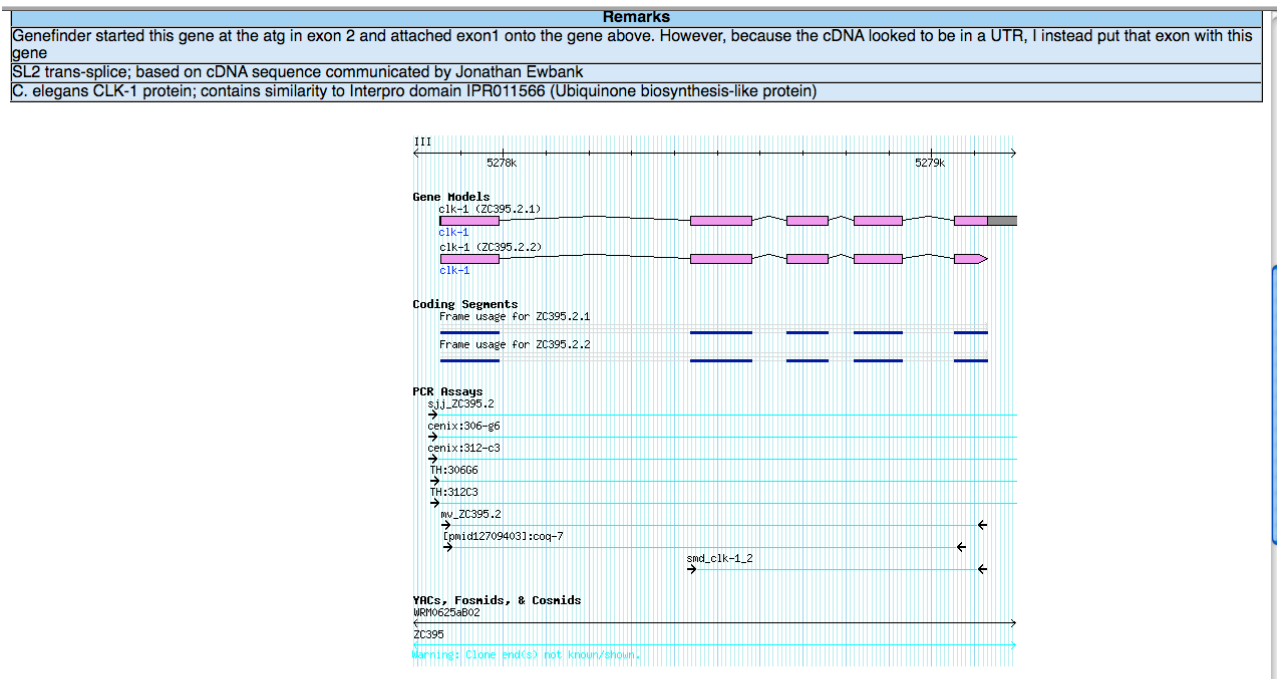 Remarks
Genefinder started this gene at the atg in exon 2 and attached exon1 onto the gene above. However, because the cDNA looked to be in a UTR, I instead put that exon with this
gene
SL2 trans-splice; based on cDNA sequence communicated by Jonathan Ewbank
C. elegans CLK-1 protein; contains similarity to Interpro domain IPR011566 (Ubiquinone biosynthesis-like protein)
III
5278k 5279k
Gene Models
clk-1 (ZC395.2.1)
clk-1
clk-1 (ZC395.2.2)
clk-1
Coding Segments
Frame usage for ZC395.2.1
Frame usage for ZC395.2.2
PCR Assays
sjj_ZC395.2
cenix:306-g6
cenix:312-c3
TH:306G6
TH:312C3
mv_ZC395.2
[pmid12709403]:coq-7
smd_clk-1_2
YACs, Fosmids, & Cosmids
WRM0625aB02
ZC395
Warning: Clone end(s) not known/shown.